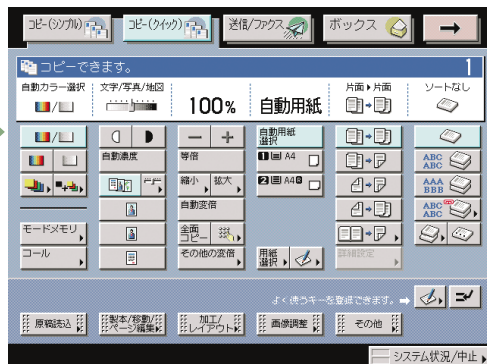 コピー(シンプル)
コピー(クイック)
送信/ファクス
ボックス
コピーできます。
1
自動カラー選択
文字/写真/地図
100%
自動用紙
片面▶片面
ソートなし
自動濃度
等倍
自動用紙
選択
1 A4
縮小
拡大
2 A4R
自動変倍
ABC
ABC
AAA
BBB
ABC
ABC
モードメモリ
全面
コピー
コール
その他の変倍
用紙
選択
詳細設定
よく使うキーを登録できます。
原稿読込
製本/移動/
ページ編集
加工/
レイアウト
画像調整
その他
システム状況/中止